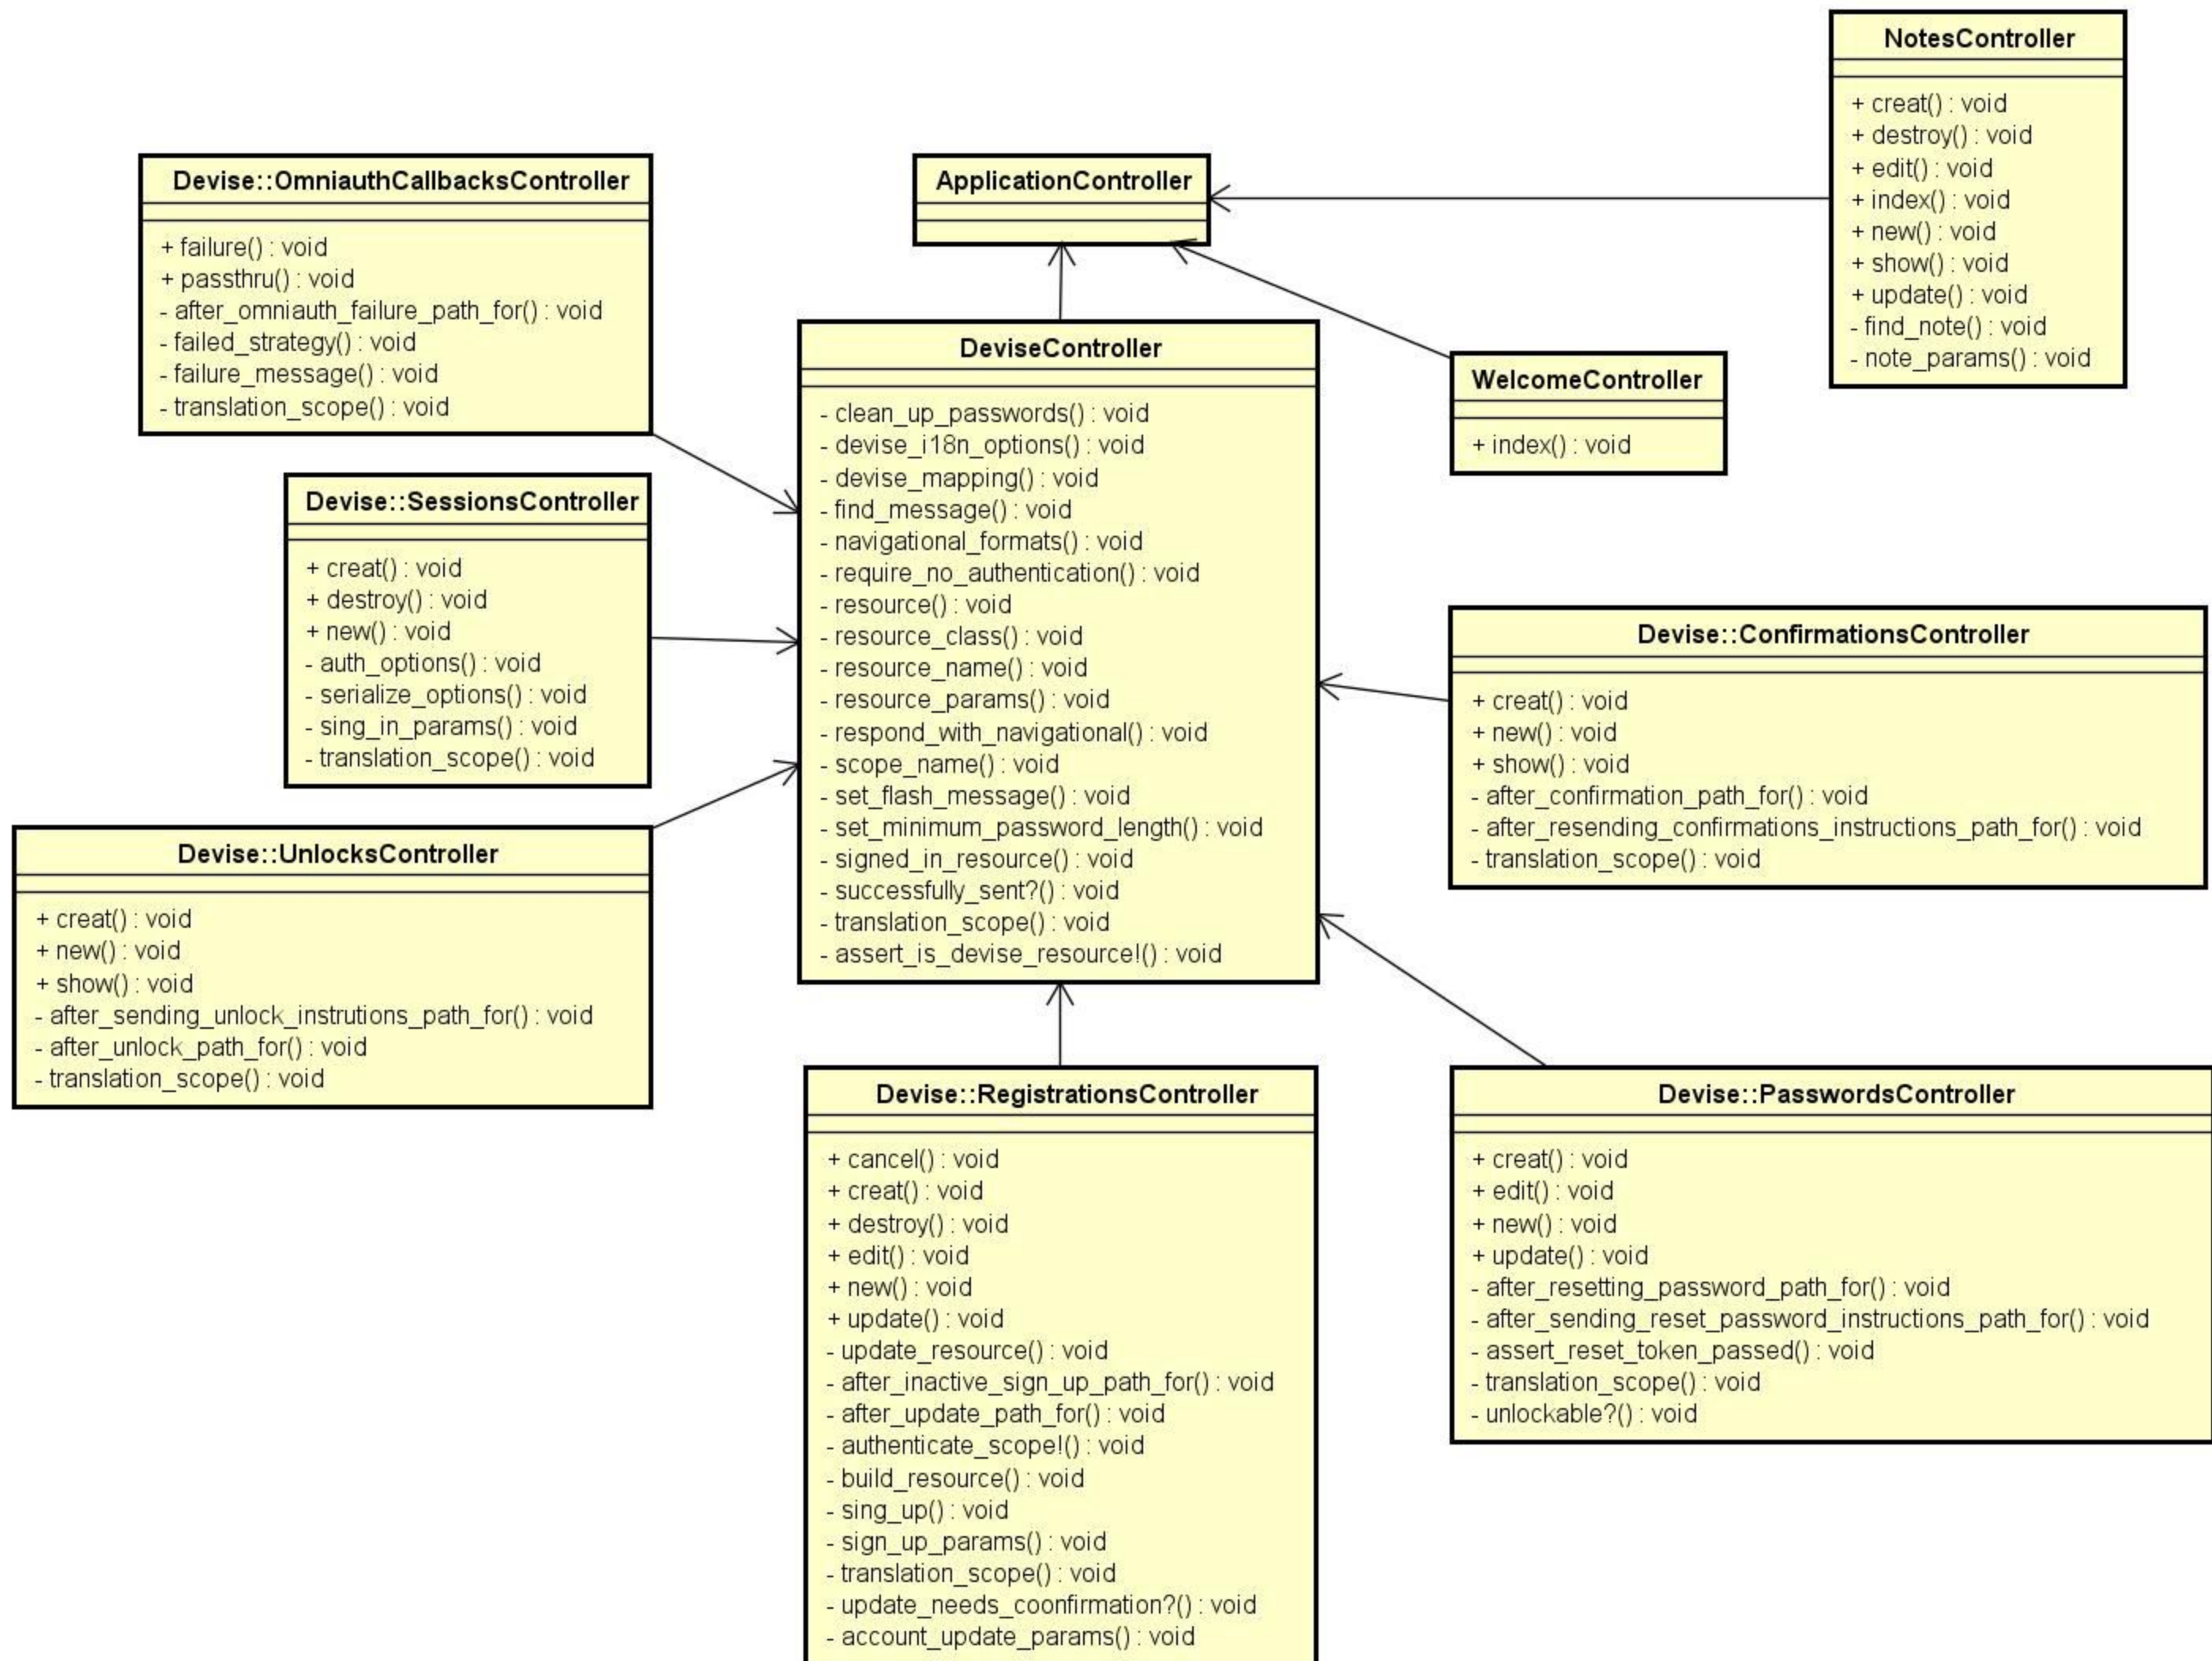 NotesController
+ creat() : void
+ destroy() : void
+ edit() : void
+ index() : void
+ new() : void
+ show() : void
+ update() : void
- find_note() : void
- note_params() : void
Devise::OmniauthCallbacksController
+ failure() : void
+ passthru() : void
- after_omniauth_failure_path_for() : void
- failed_strategy() : void
- failure_message() : void
- translation_scope() : void
ApplicationController
DeviseController
- clean_up_passwords() : void
- devise_i18n_options() : void
- devise_mapping() : void
- find_message() : void
- navigational_formats() : void
- require_no_authentication() : void
- resource() : void
- resource_class() : void
- resource_name() : void
- resource_params() : void
- respond_with_navigational() : void
- scope_name() : void
- set_flash_message() : void
- set_minimum_password_length() : void
- signed_in_resource() : void
- successfully_sent?() : void
- translation_scope() : void
- assert_is_devise_resource!() : void
WelcomeController
+ index() : void
Devise::SessionsController
+ creat() : void
+ destroy() : void
+ new() : void
- auth_options() : void
- serialize_options() : void
- sing_in_params() : void
- translation_scope() : void
Devise::ConfirmationsController
+ creat() : void
+ new() : void
+ show() : void
- after_confirmation_path_for() : void
- after_resending_confirmations_instructions_path_for() : void
- translation_scope() : void
Devise::UnlocksController
+ creat() : void
+ new() : void
+ show() : void
- after_sending_unlock_instrutions_path_for() : void
- after_unlock_path_for() : void
- translation_scope() : void
Devise::RegistrationsController
+ cancel() : void
+ creat() : void
+ destroy() : void
+ edit() : void
+ new() : void
+ update() : void
- update_resource() : void
- after_inactive_sign_up_path_for() : void
- after_update_path_for() : void
- authenticate_scope!() : void
- build_resource() : void
- sing_up() : void
- sign_up_params() : void
- translation_scope() : void
- update_needs_coonfirmation?() : void
- account_update_params() : void
Devise::PasswordsController
+ creat() : void
+ edit() : void
+ new() : void
+ update() : void
- after_resetting_password_path_for() : void
- after_sending_reset_password_instructions_path_for() : void
- assert_reset_token_passed() : void
- translation_scope() : void
- unlockable?() : void